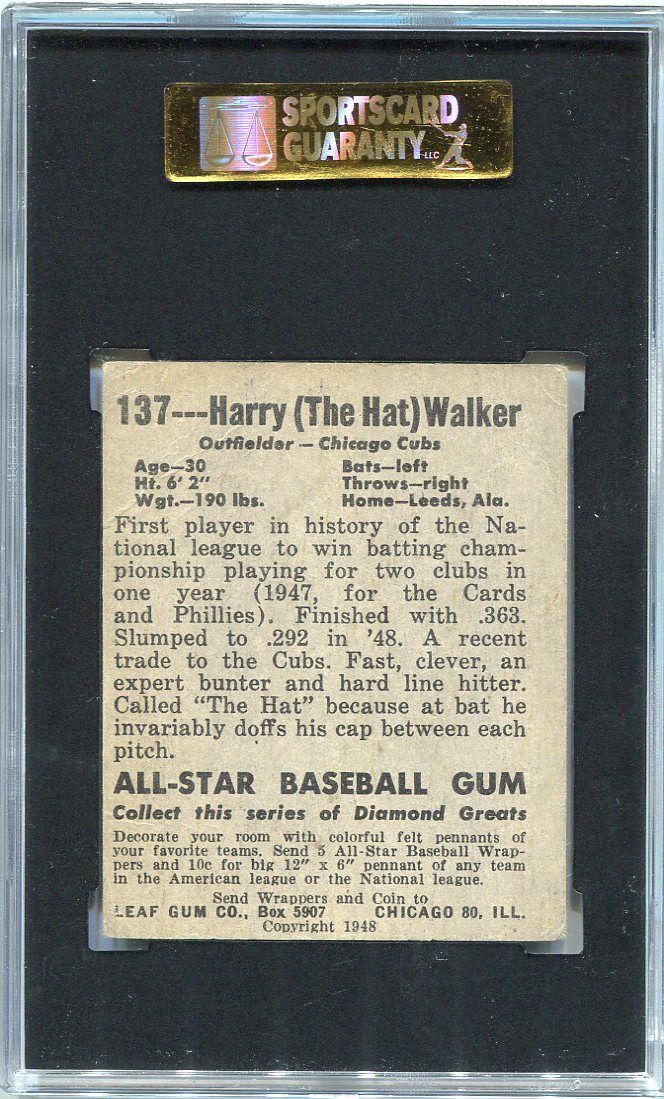 SPORTSCARD
GUARANTY LLC
137---Harry (The Hat) Walker
Outfielder — Chicago Cubs
Age—30 Bats—left
Ht. 6' 2" Throws—right
Wgt.—190 lbs. Home—Leeds, Ala.
First player in history of the Na-
tional league to win batting cham-
pionship playing for two clubs in
one year (1947, for the Cards
and Phillies). Finished with .363.
Slumped to .292 in '48. A recent
trade to the Cubs. Fast, clever, an
expert bunter and hard line hitter.
Called "The Hat" because at bat he
invariably doffs his cap between each
pitch.
ALL-STAR BASEBALL GUM
Collect this series of Diamond Greats
Decorate your room with colorful felt pennants of
your favorite teams. Send 5 All-Star Baseball Wrap-
pers and 10c for big 12" x 6" pennant of any team
in the American league or the National league.
Send Wrappers and Coin to
LEAF GUM CO., Box 5907 CHICAGO 80, ILL.
Copyright 1948